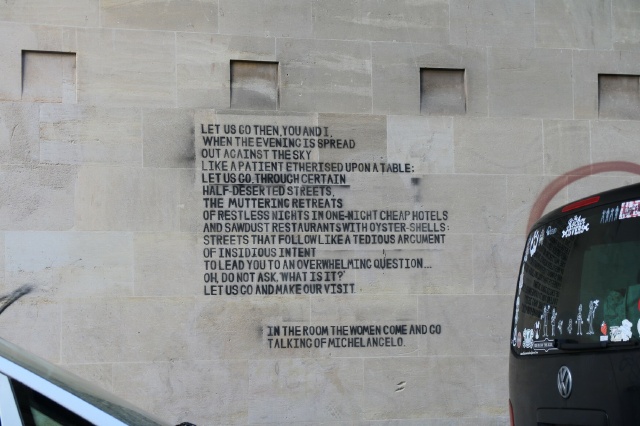 LET US GO THEN, YOU AND I,
WHEN THE EVENING IS SPREAD
OUT AGAINST THE SKY
LIKE A PATIENT ETHERISED UPON A TABLE:
LET US GO THROUGH CERTAIN
HALF-DESERTED STREETS,
THE MUTTERING RETREATS
OF RESTLESS NIGHTS IN ONE-NIGHT CHEAP HOTELS
AND SAWDUST RESTAURANTS WITH OYSTER-SHELLS:
STREETS THAT FOLLOW LIKE A TEDIOUS ARGUMENT
OF INSIDIOUS INTENT
TO LEAD YOU TO AN OVERWHELMING QUESTION...
OH, DO NOT ASK, 'WHAT IS IT?'
LET US GO AND MAKE OUR VISIT
IN THE ROOM THE WOMEN COME AND GO
TALKING OF MICHELANGELO.